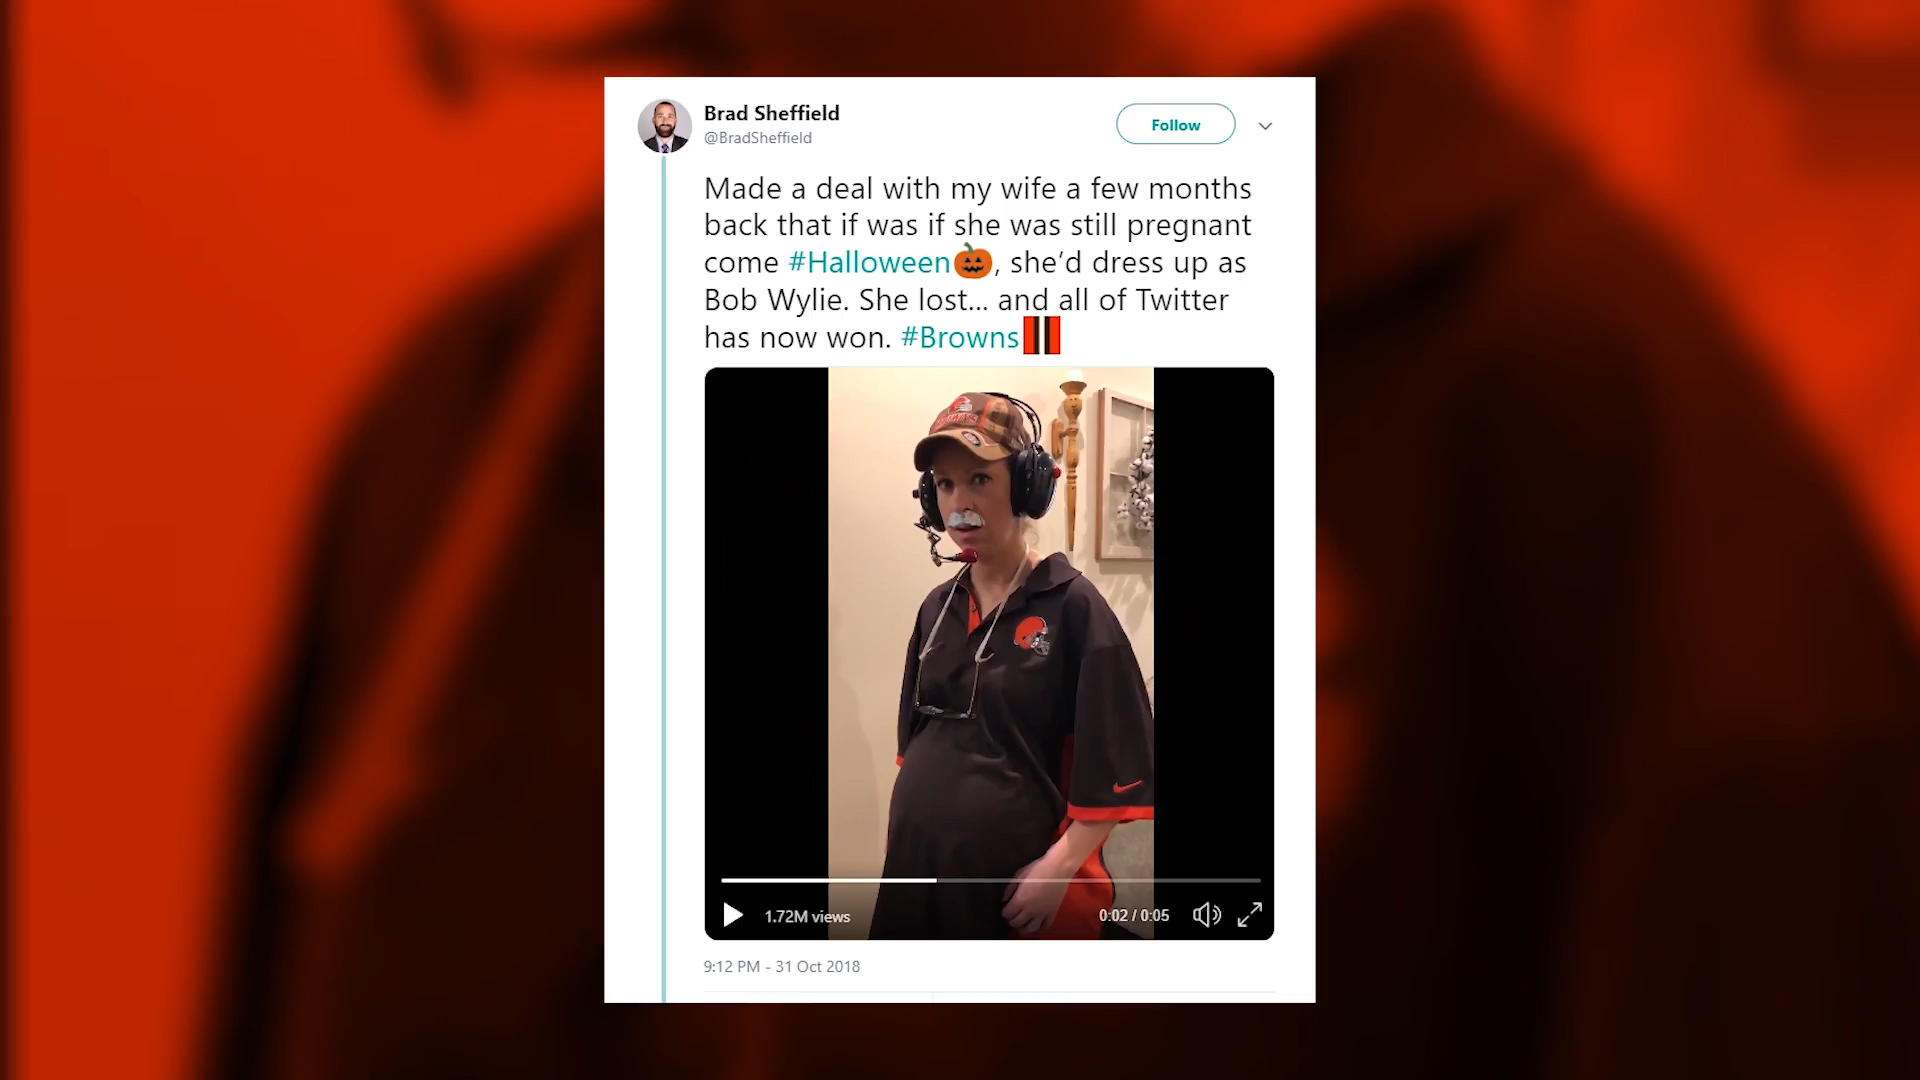 Brad Sheffield
@BradSheffield
Follow
Made a deal with my wife a few months
back that if was if she was still pregnant
come #Halloween🎃, she’d dress up as
Bob Wylie. She lost... and all of Twitter
has now won. #Browns
1.72M views
0:02 / 0:05
9:12 PM - 31 Oct 2018